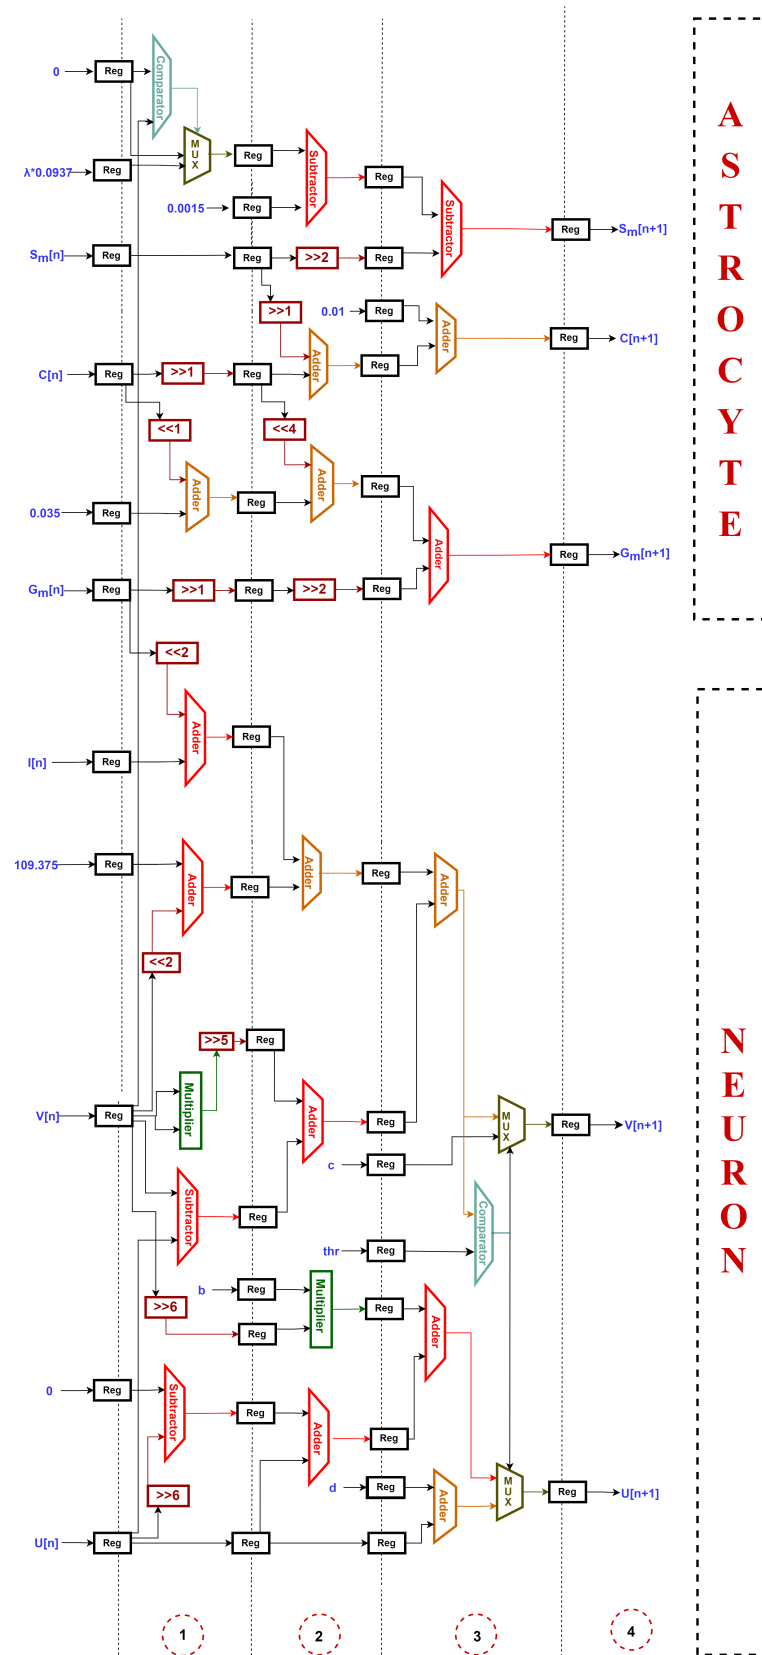 0
Reg
Comparator
MUX
λ*0.0937
Reg
Reg
Subtractor
Reg
0.0015
Reg
Subtractor
Sm[n]
Reg
Reg
>>2
Reg
Reg
Sm[n+1]
>>1
0.01
Reg
Adder
Adder
Reg
Reg
C[n+1]
C[n]
Reg
>>1
Reg
<<1
<<4
Adder
Adder
Reg
0.035
Reg
Reg
Adder
Reg
Gm[n+1]
Gm[n]
Reg
>>1
Reg
>>2
Reg
ASTROCYTE
<<2
Adder
Reg
I[n]
Reg
109.375
Reg
Adder
Reg
Adder
Reg
Adder
<<2
>>5
Reg
Multiplier
V[n]
Reg
Adder
Reg
MUX
Reg
V[n+1]
c
Reg
Subtractor
Reg
Comparator
thr
Reg
b
Reg
Multiplier
Reg
Adder
>>6
Reg
0
Reg
Subtractor
Reg
Adder
Reg
>>6
d
Reg
Adder
MUX
Reg
U[n+1]
U[n]
Reg
Reg
Reg
NEURON
1
2
3
4